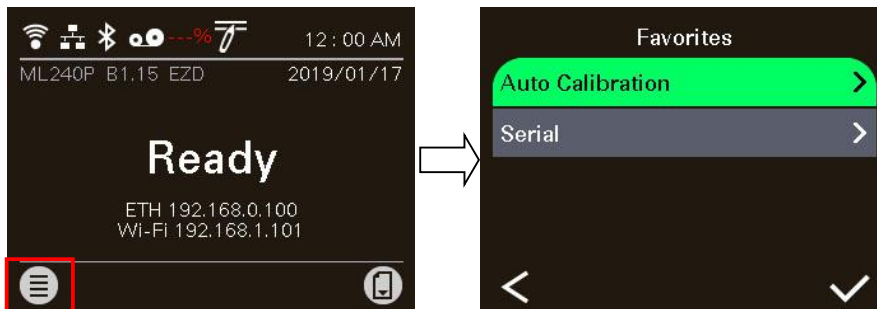 ---% 12:00 AM
ML240P B1.15 EZD 2019/01/17
Ready
ETH 192.168.0.100
Wi-Fi 192.168.1.101
Favorites
Auto Calibration
Serial